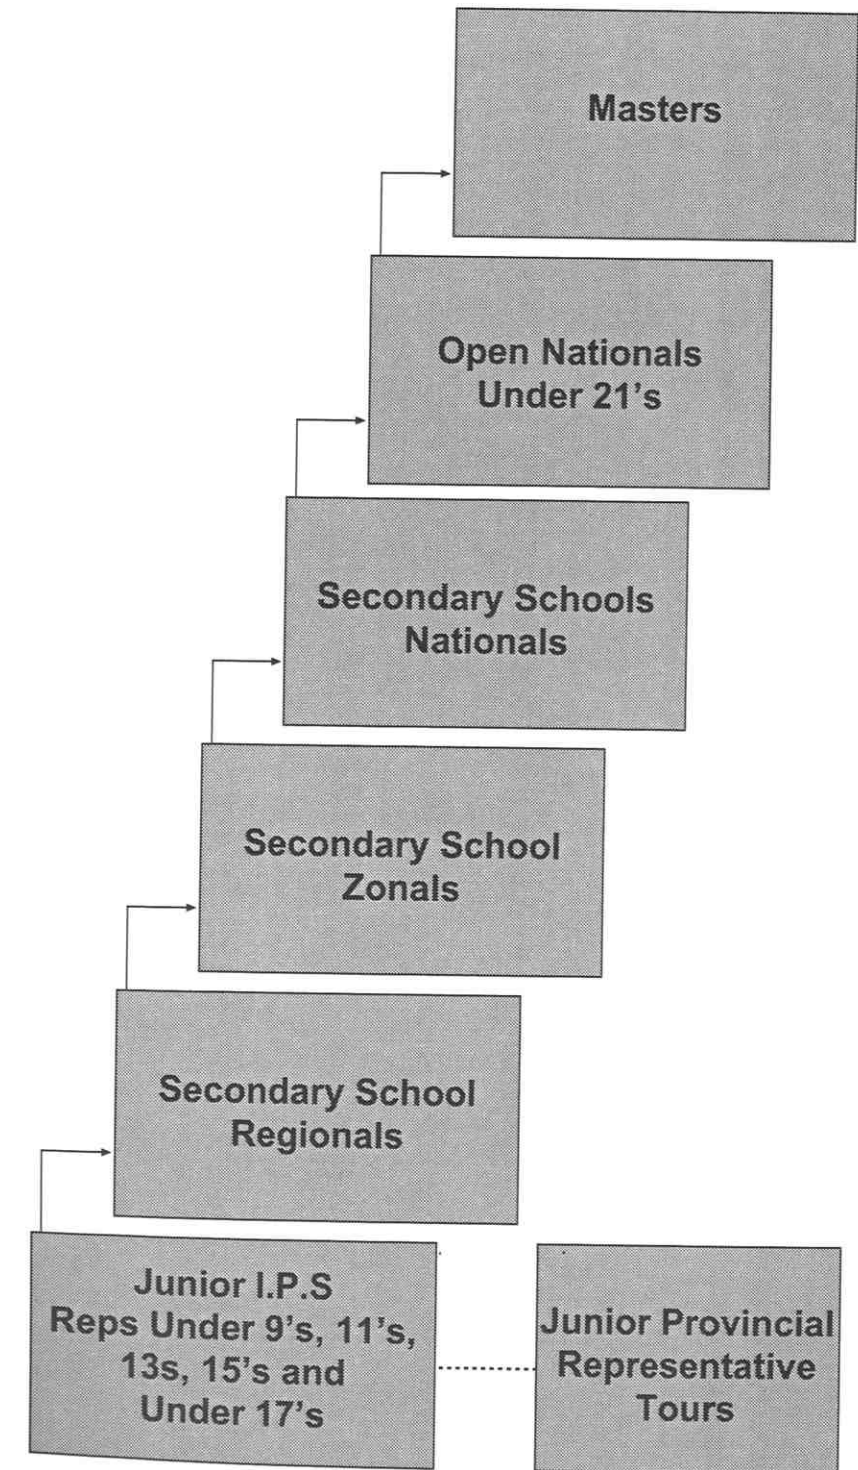 Masters
Open Nationals
Under 21's
Secondary Schools
Nationals
Secondary School
Zonals
Secondary School
Regionals
Junior I.P.S
Reps Under 9's, 11's,
13s, 15's and
Under 17's
Junior Provincial
Representative
Tours